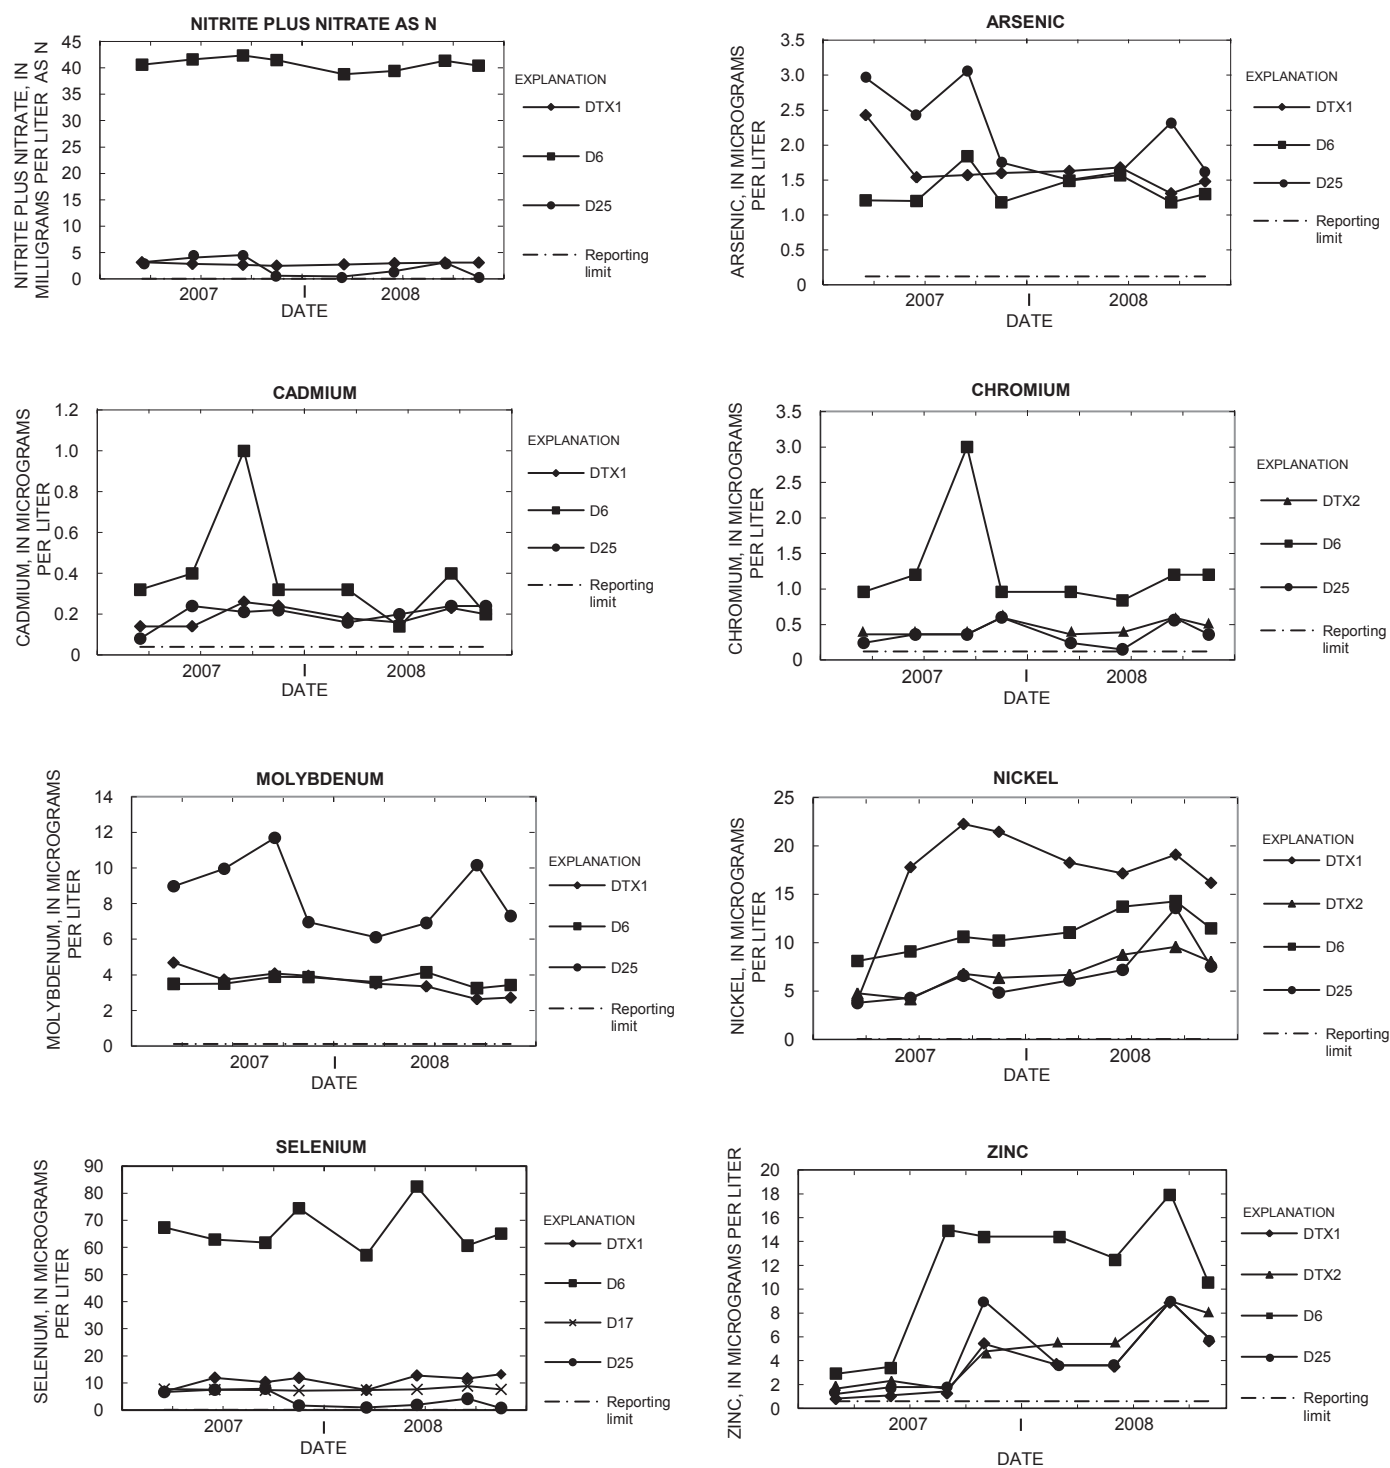 NITRITE PLUS NITRATE AS N
NITRITE PLUS NITRATE, IN
MILLIGRAMS PER LITER AS N
45
40
35
30
25
20
15
10
5
0
2007
2008
DATE
EXPLANATION
DTX1
D6
D25
Reporting
limit
ARSENIC
ARSENIC, IN MICROGRAMS
PER LITER
3.5
3.0
2.5
2.0
1.5
1.0
0.5
0
2007
2008
DATE
EXPLANATION
DTX1
D6
D25
Reporting
limit
CADMIUM
CADMIUM, IN MICROGRAMS
PER LITER
1.2
1.0
0.8
0.6
0.4
0.2
0
2007
2008
DATE
EXPLANATION
DTX1
D6
D25
Reporting
limit
CHROMIUM
CHROMIUM, IN MICROGRAMS
PER LITER
3.5
3.0
2.5
2.0
1.5
1.0
0.5
0
2007
2008
DATE
EXPLANATION
DTX2
D6
D25
Reporting
limit
MOLYBDENUM
MOLYBDENUM, IN MICROGRAMS
PER LITER
14
12
10
8
6
4
2
0
2007
2008
DATE
EXPLANATION
DTX1
D6
D25
Reporting
limit
NICKEL
NICKEL, IN MICROGRAMS
PER LITER
25
20
15
10
5
0
2007
2008
DATE
EXPLANATION
DTX1
DTX2
D6
D25
Reporting
limit
SELENIUM
SELENIUM, IN MICROGRAMS
PER LITER
90
80
70
60
50
40
30
20
10
0
2007
2008
DATE
EXPLANATION
DTX1
D6
D17
D25
Reporting
limit
ZINC
ZINC, IN MICROGRAMS PER LITER
20
18
16
14
12
10
8
6
4
2
0
2007
2008
DATE
EXPLANATION
DTX1
DTX2
D6
D25
Reporting
limit